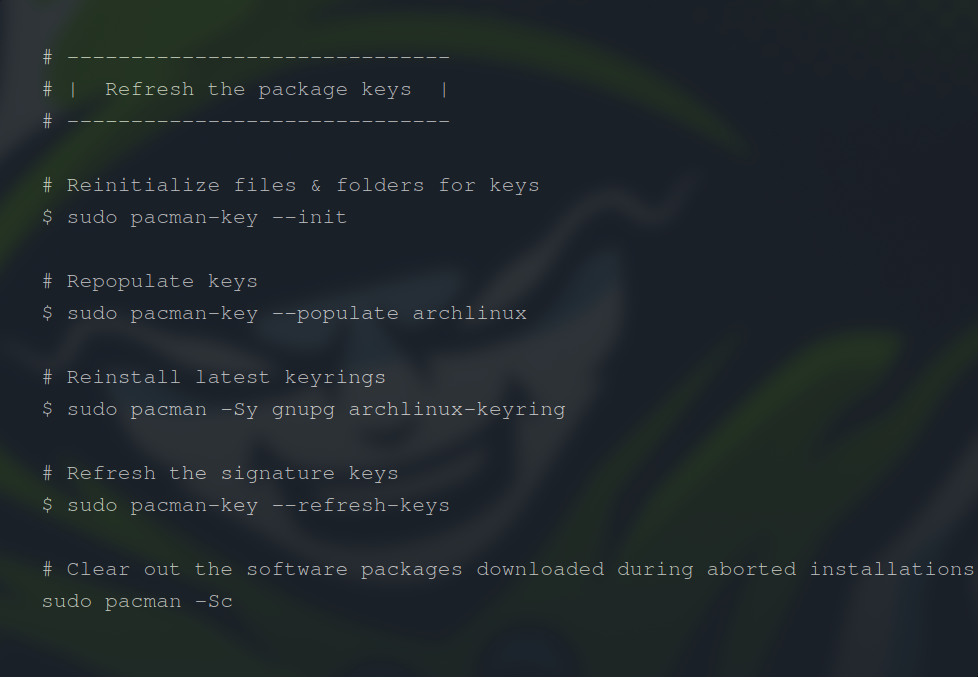 # ------------------------------
# |  Refresh the package keys  |
# ------------------------------
# Reinitialize files & folders for keys
$ sudo pacman-key --init
# Repopulate keys
$ sudo pacman-key --populate archlinux
# Reinstall latest keyrings
$ sudo pacman -Sy gnupg archlinux-keyring
# Refresh the signature keys
$ sudo pacman-key --refresh-keys
# Clear out the software packages downloaded during aborted installations
sudo pacman -Sc